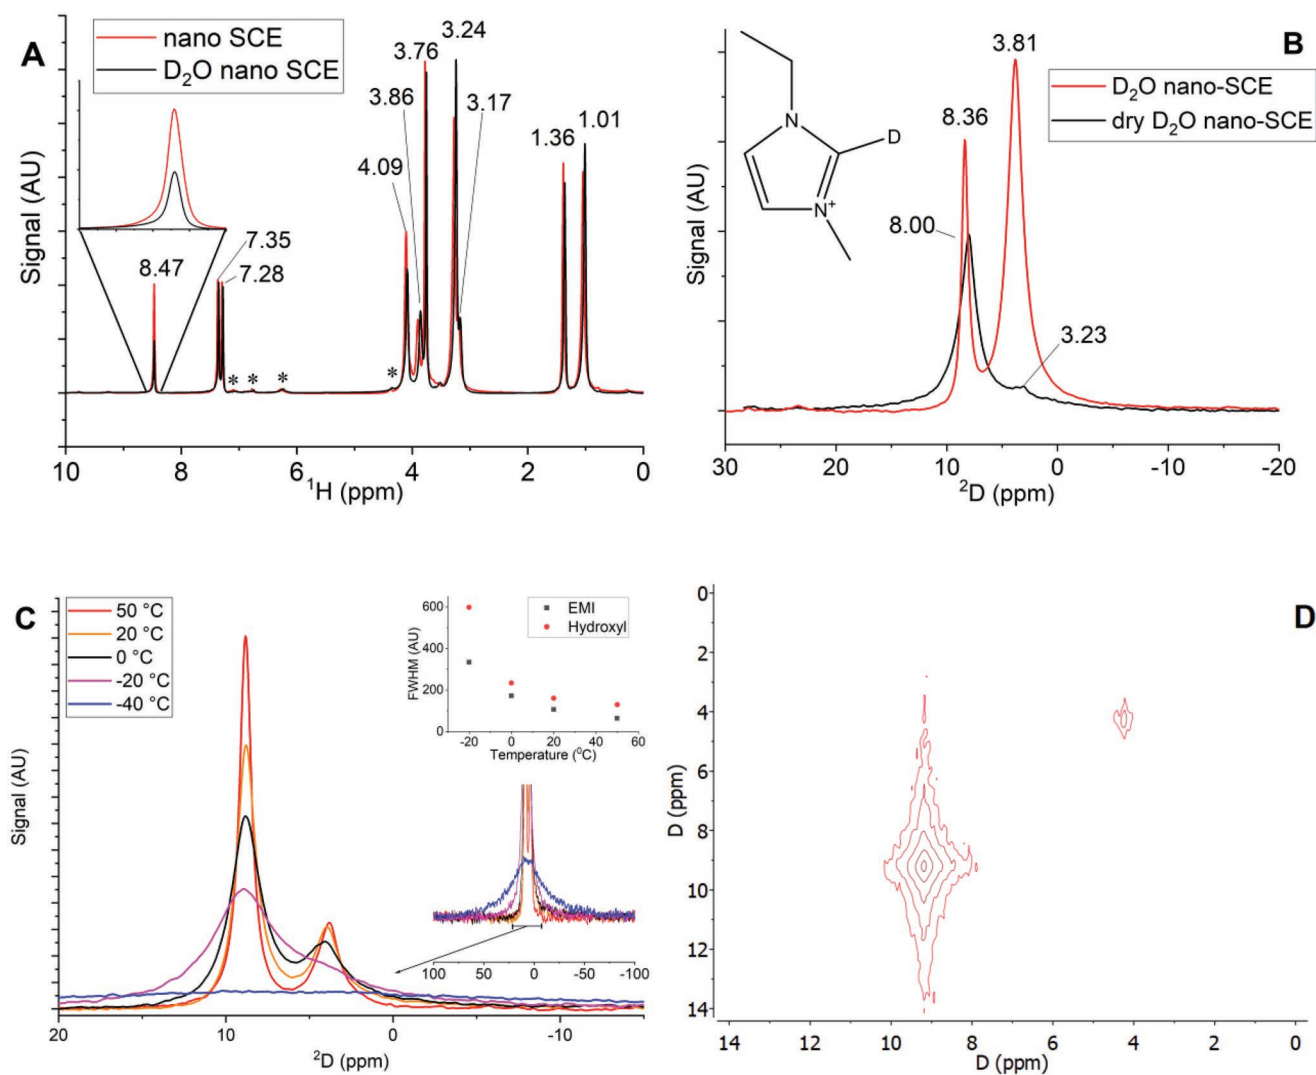 A
nano SCE
D₂O nano SCE
8.47
7.35
7.28
*
*
*
*
4.09
3.86
3.76
3.24
3.17
1.36
1.01
Signal (AU)
10
8
6
4
2
0
¹H (ppm)
B
D₂O nano-SCE
dry D₂O nano-SCE
N
N⁺
D
8.36
3.81
8.00
3.23
Signal (AU)
30
20
10
0
-10
-20
²D (ppm)
C
50 °C
20 °C
0 °C
-20 °C
-40 °C
Signal (AU)
20
10
0
-10
²D (ppm)
EMI
Hydroxyl
FWHM (AU)
600
400
200
0
-20
0
20
40
60
Temperature (⁰C)
100
50
0
-50
-100
D
D (ppm)
0
2
4
6
8
10
12
14
14
12
10
8
6
4
2
0
D (ppm)